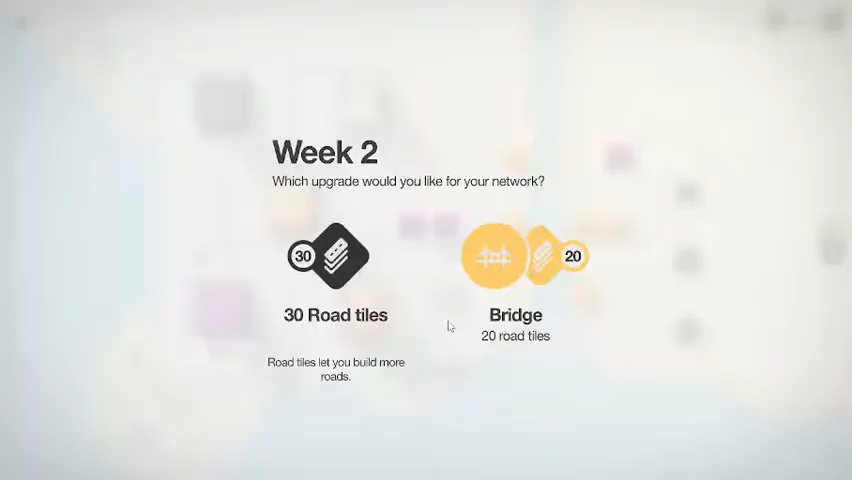 Week 2
Which upgrade would you like for your network?
30
20
30 Road tiles
Bridge
20 road tiles
Road tiles let you build more
roads.